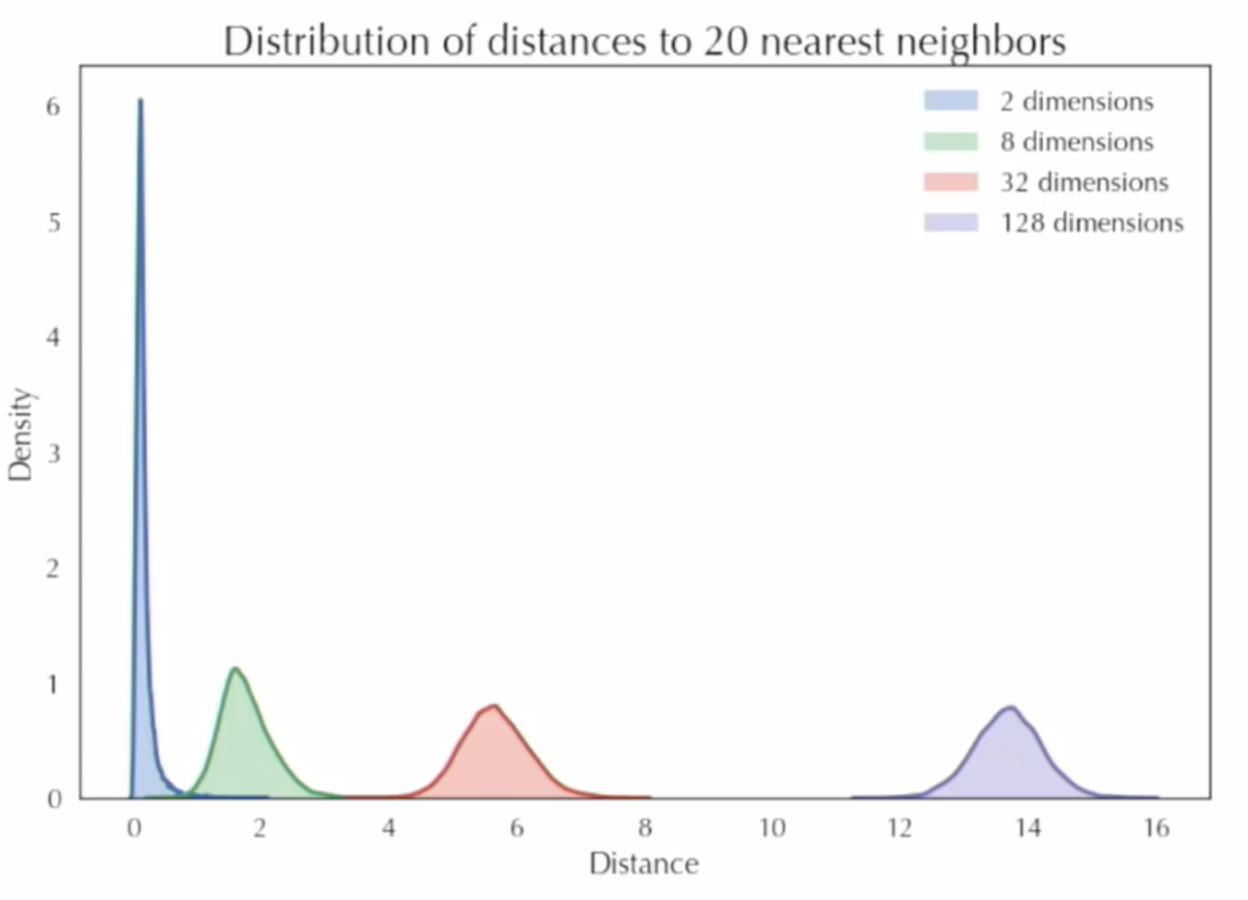 Distribution of distances to 20 nearest neighbors
2 dimensions
8 dimensions
32 dimensions
128 dimensions
6
5
4
3
2
1
0
Density
0 2 4 6 8 10 12 14 16
Distance